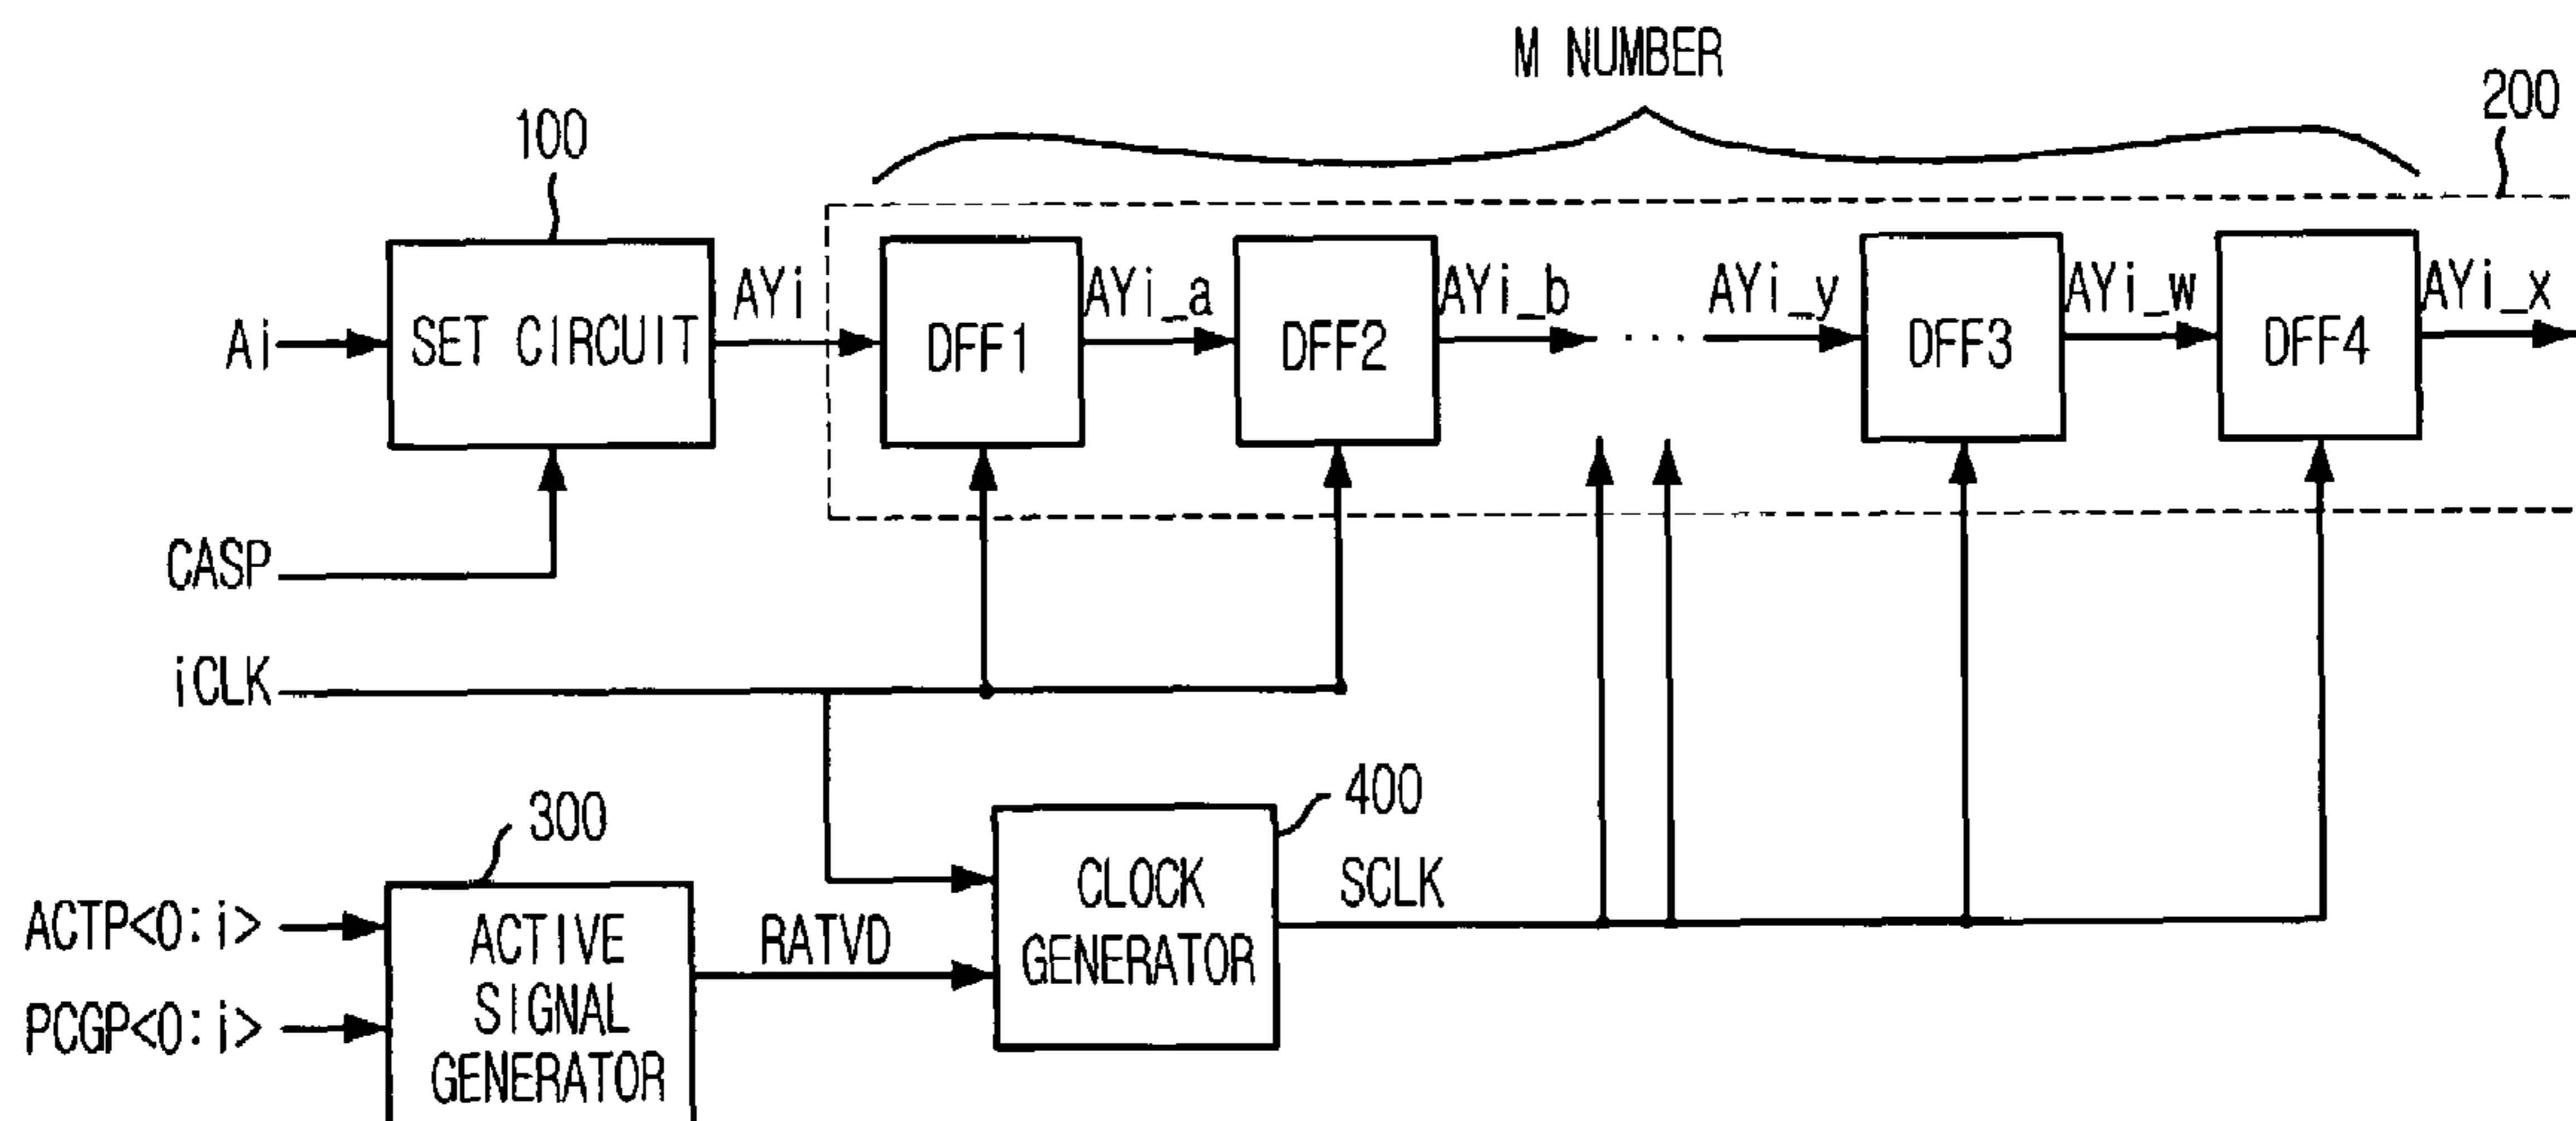 M NUMBER
200
100
Ai
SET CIRCUIT
AYi
DFF1
AYi_a
DFF2
AYi_b
...
AYi_y
DFF3
AYi_w
DFF4
AYi_x
CASP
iCLK
300
400
ACTP<0:i>
PCGP<0:i>
ACTIVE
SIGNAL
GENERATOR
RATVD
CLOCK
GENERATOR
SCLK